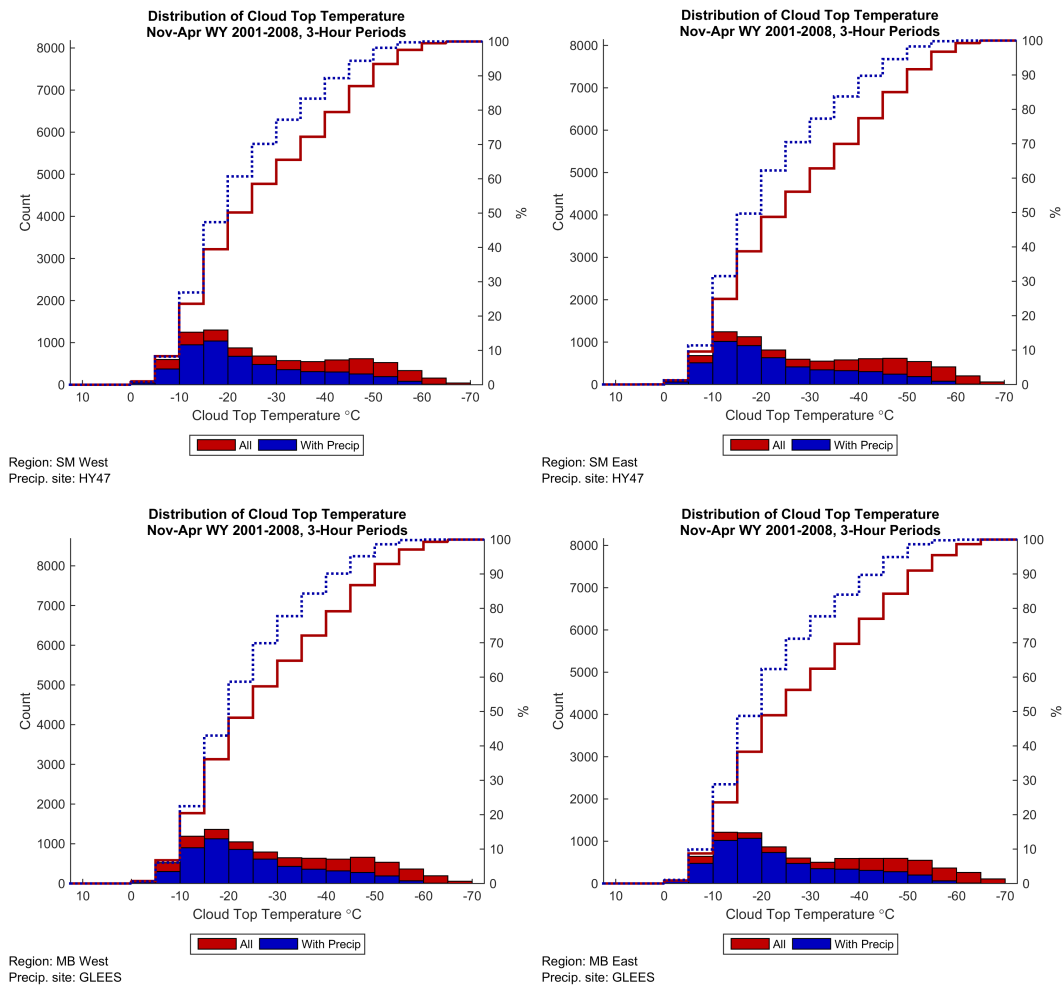 Distribution of Cloud Top Temperature
Nov-Apr WY 2001-2008, 3-Hour Periods
8000
7000
6000
5000
4000
3000
2000
1000
0
Count
100
90
80
70
60
50
40
30
20
10
0
%
10 0 -10 -20 -30 -40 -50 -60 -70
Cloud Top Temperature °C
All With Precip
Region: SM West
Precip. site: HY47
Distribution of Cloud Top Temperature
Nov-Apr WY 2001-2008, 3-Hour Periods
8000
7000
6000
5000
4000
3000
2000
1000
0
Count
100
90
80
70
60
50
40
30
20
10
0
%
10 0 -10 -20 -30 -40 -50 -60 -70
Cloud Top Temperature °C
All With Precip
Region: SM East
Precip. site: HY47
Distribution of Cloud Top Temperature
Nov-Apr WY 2001-2008, 3-Hour Periods
8000
7000
6000
5000
4000
3000
2000
1000
0
Count
100
90
80
70
60
50
40
30
20
10
0
%
10 0 -10 -20 -30 -40 -50 -60 -70
Cloud Top Temperature °C
All With Precip
Region: MB West
Precip. site: GLEES
Distribution of Cloud Top Temperature
Nov-Apr WY 2001-2008, 3-Hour Periods
8000
7000
6000
5000
4000
3000
2000
1000
0
Count
100
90
80
70
60
50
40
30
20
10
0
%
10 0 -10 -20 -30 -40 -50 -60 -70
Cloud Top Temperature °C
All With Precip
Region: MB East
Precip. site: GLEES